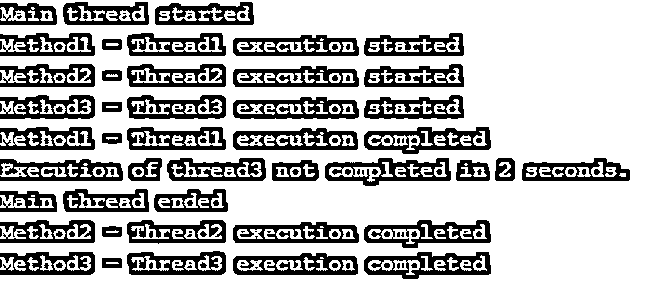 Main thread started
Method1 - Thread1 execution started
Method2 - Thread2 execution started
Method3 - Thread3 execution started
Method1 - Thread1 execution completed
Execution of thread3 not completed in 2 seconds.
Main thread ended
Method2 - Thread2 execution completed
Method3 - Thread3 execution completed